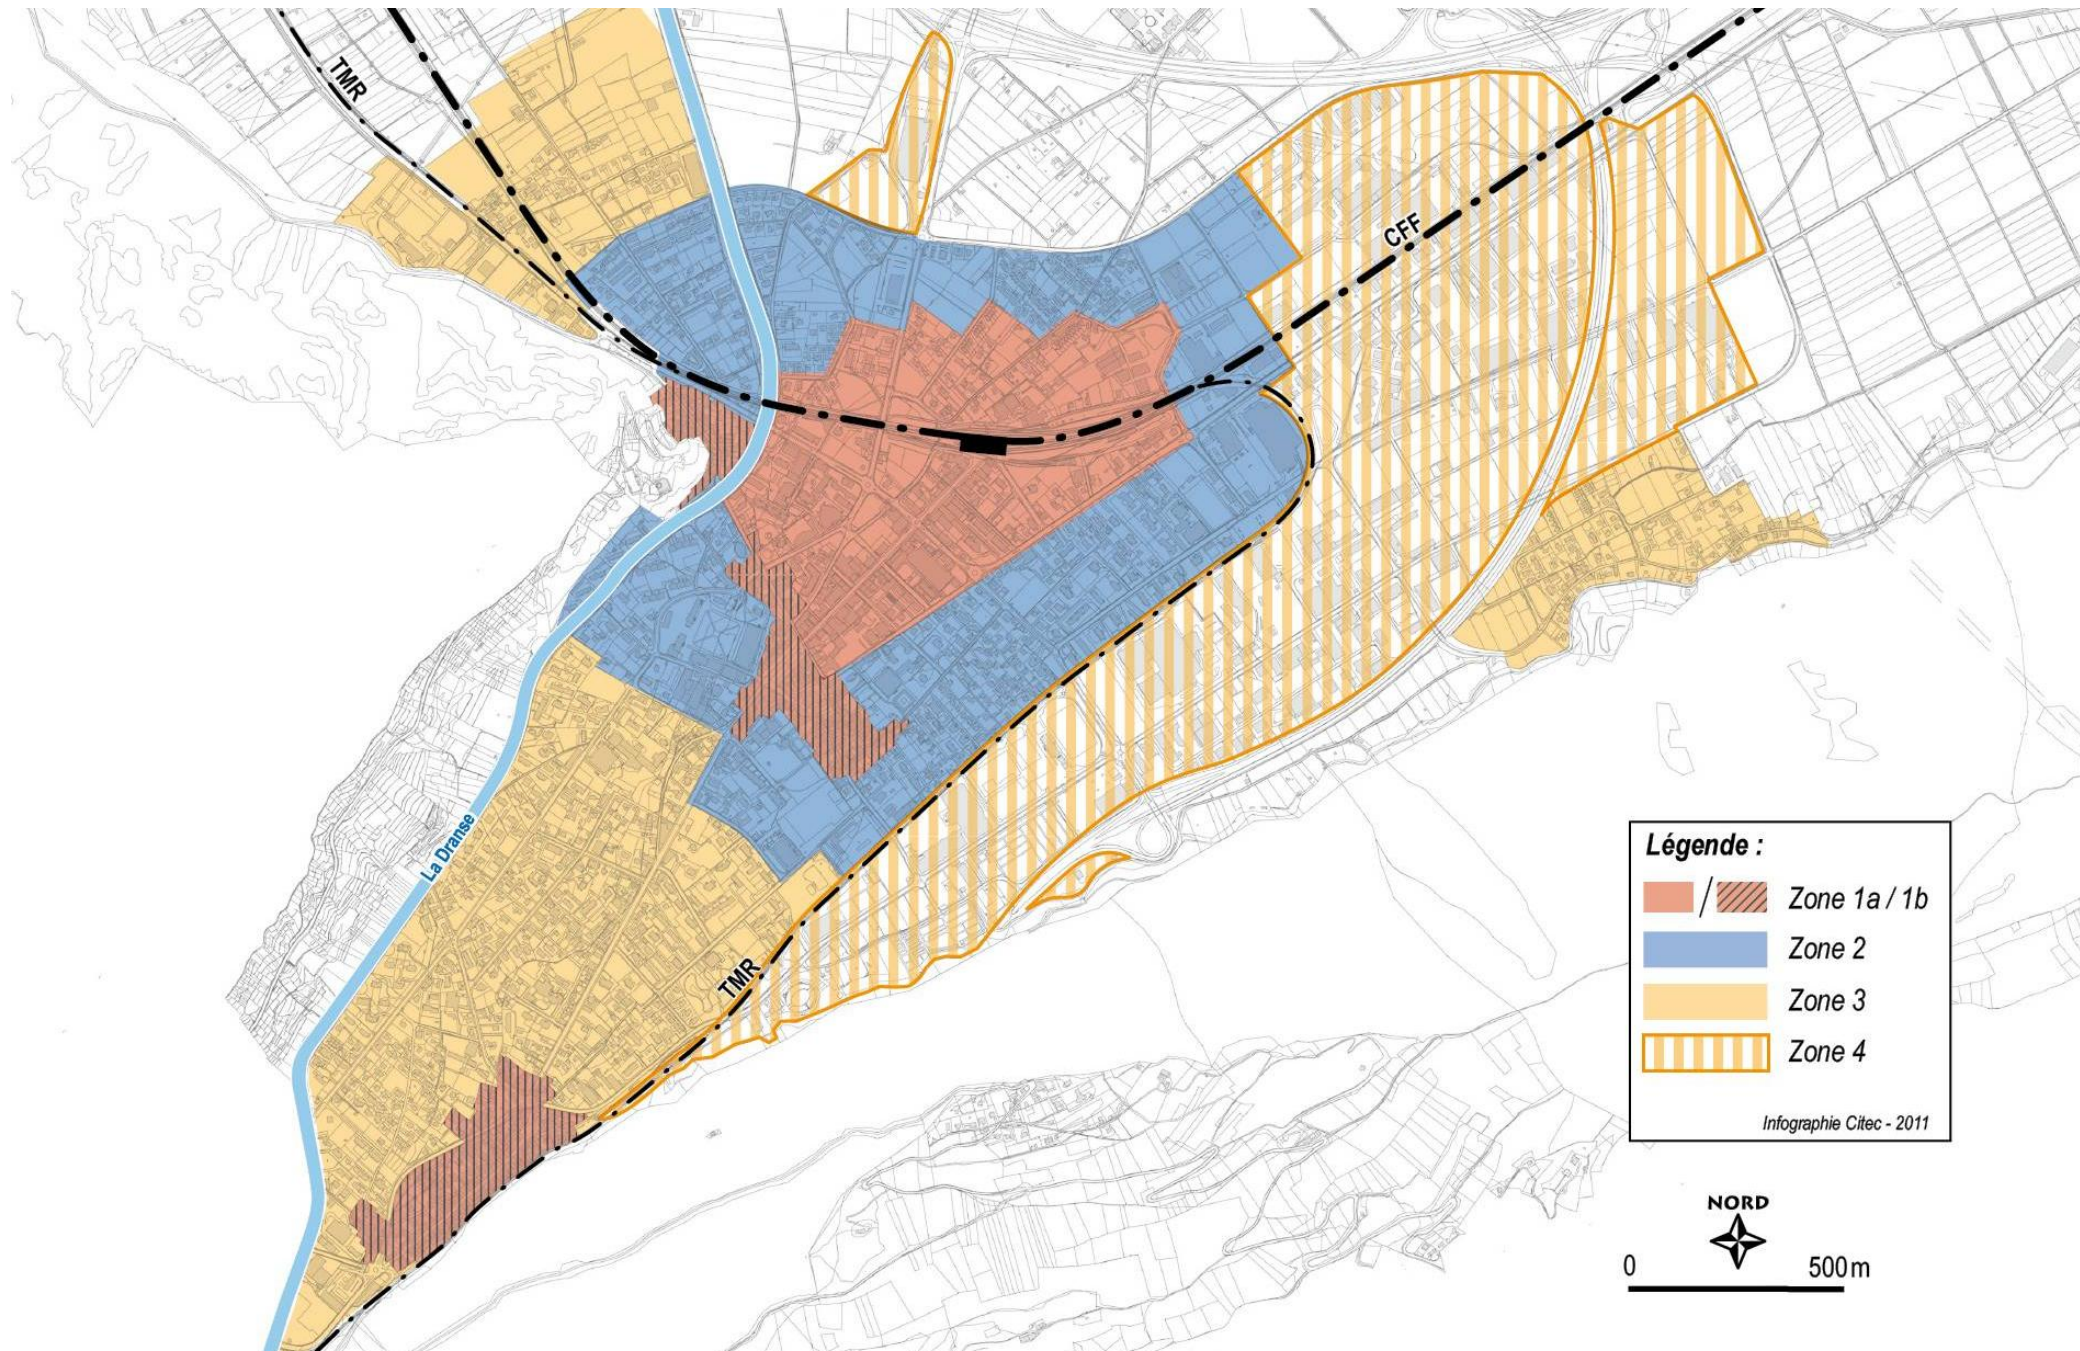 TMR
CFF
La Dranse
TMR
Légende :
Zone 1a / 1b
Zone 2
Zone 3
Zone 4
Infographie Citec - 2011
NORD
0 500m